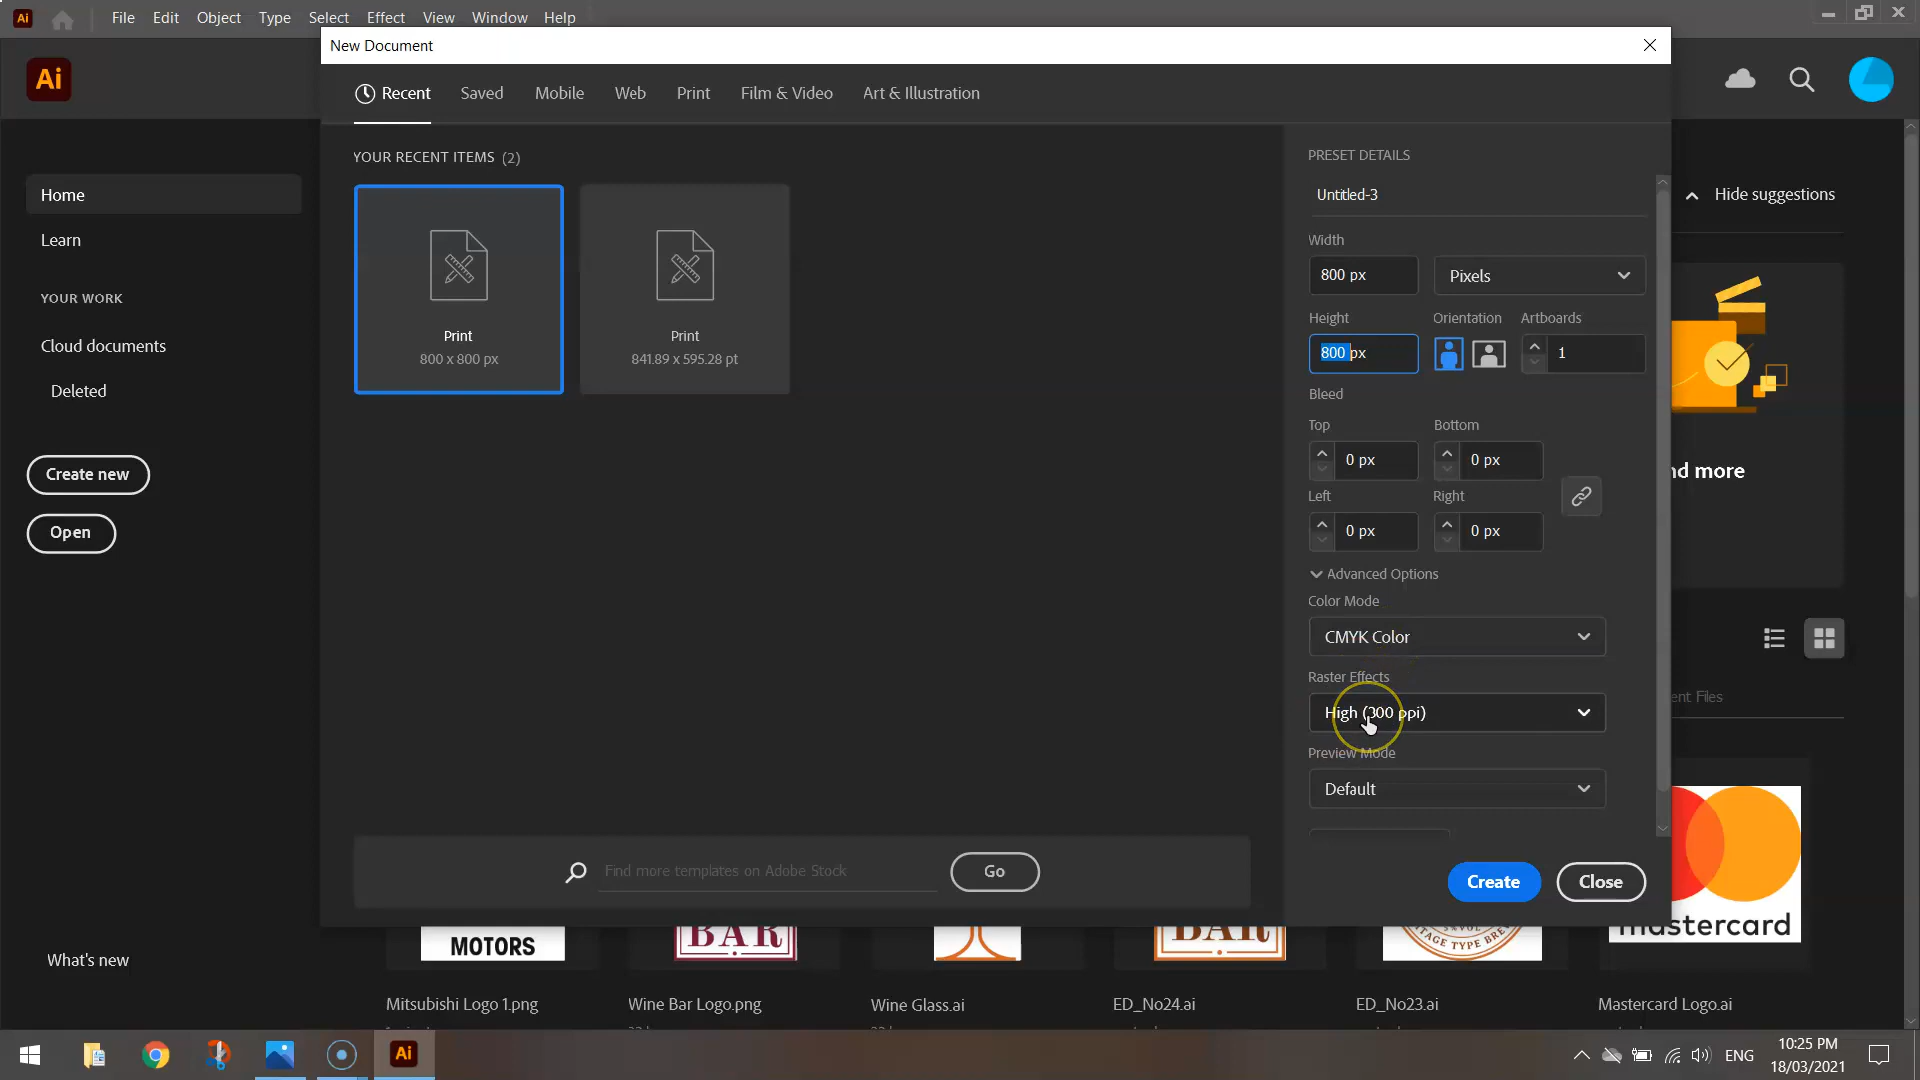 Ai
File Edit Object Type Select Effect View Window Help
New Document
Ai
Recent Saved Mobile Web Print Film & Video Art & Illustration
YOUR RECENT ITEMS (2)
PRESET DETAILS
Home
Untitled-3
Hide suggestions
Learn
Width
800 px Pixels
YOUR WORK
Height Orientation Artboards
Print
800 x 800 px
Print
841.89 x 595.28 pt
Cloud documents
800 px 1
Deleted
Bleed
Top Bottom
0 px 0 px
Create new
nd more
Left Right
Open
0 px 0 px
Advanced Options
Color Mode
CMYK Color
Raster Effects
ent Files
High (300 ppi)
Preview Mode
Default
Find more templates on Adobe Stock Go
Create Close
MOTORS
BAR
BAR
mastercard
What's new
Mitsubishi Logo 1.png Wine Bar Logo.png Wine Glass.ai ED_No24.ai ED_No23.ai Mastercard Logo.ai
Ai
ENG
10:25 PM
18/03/2021